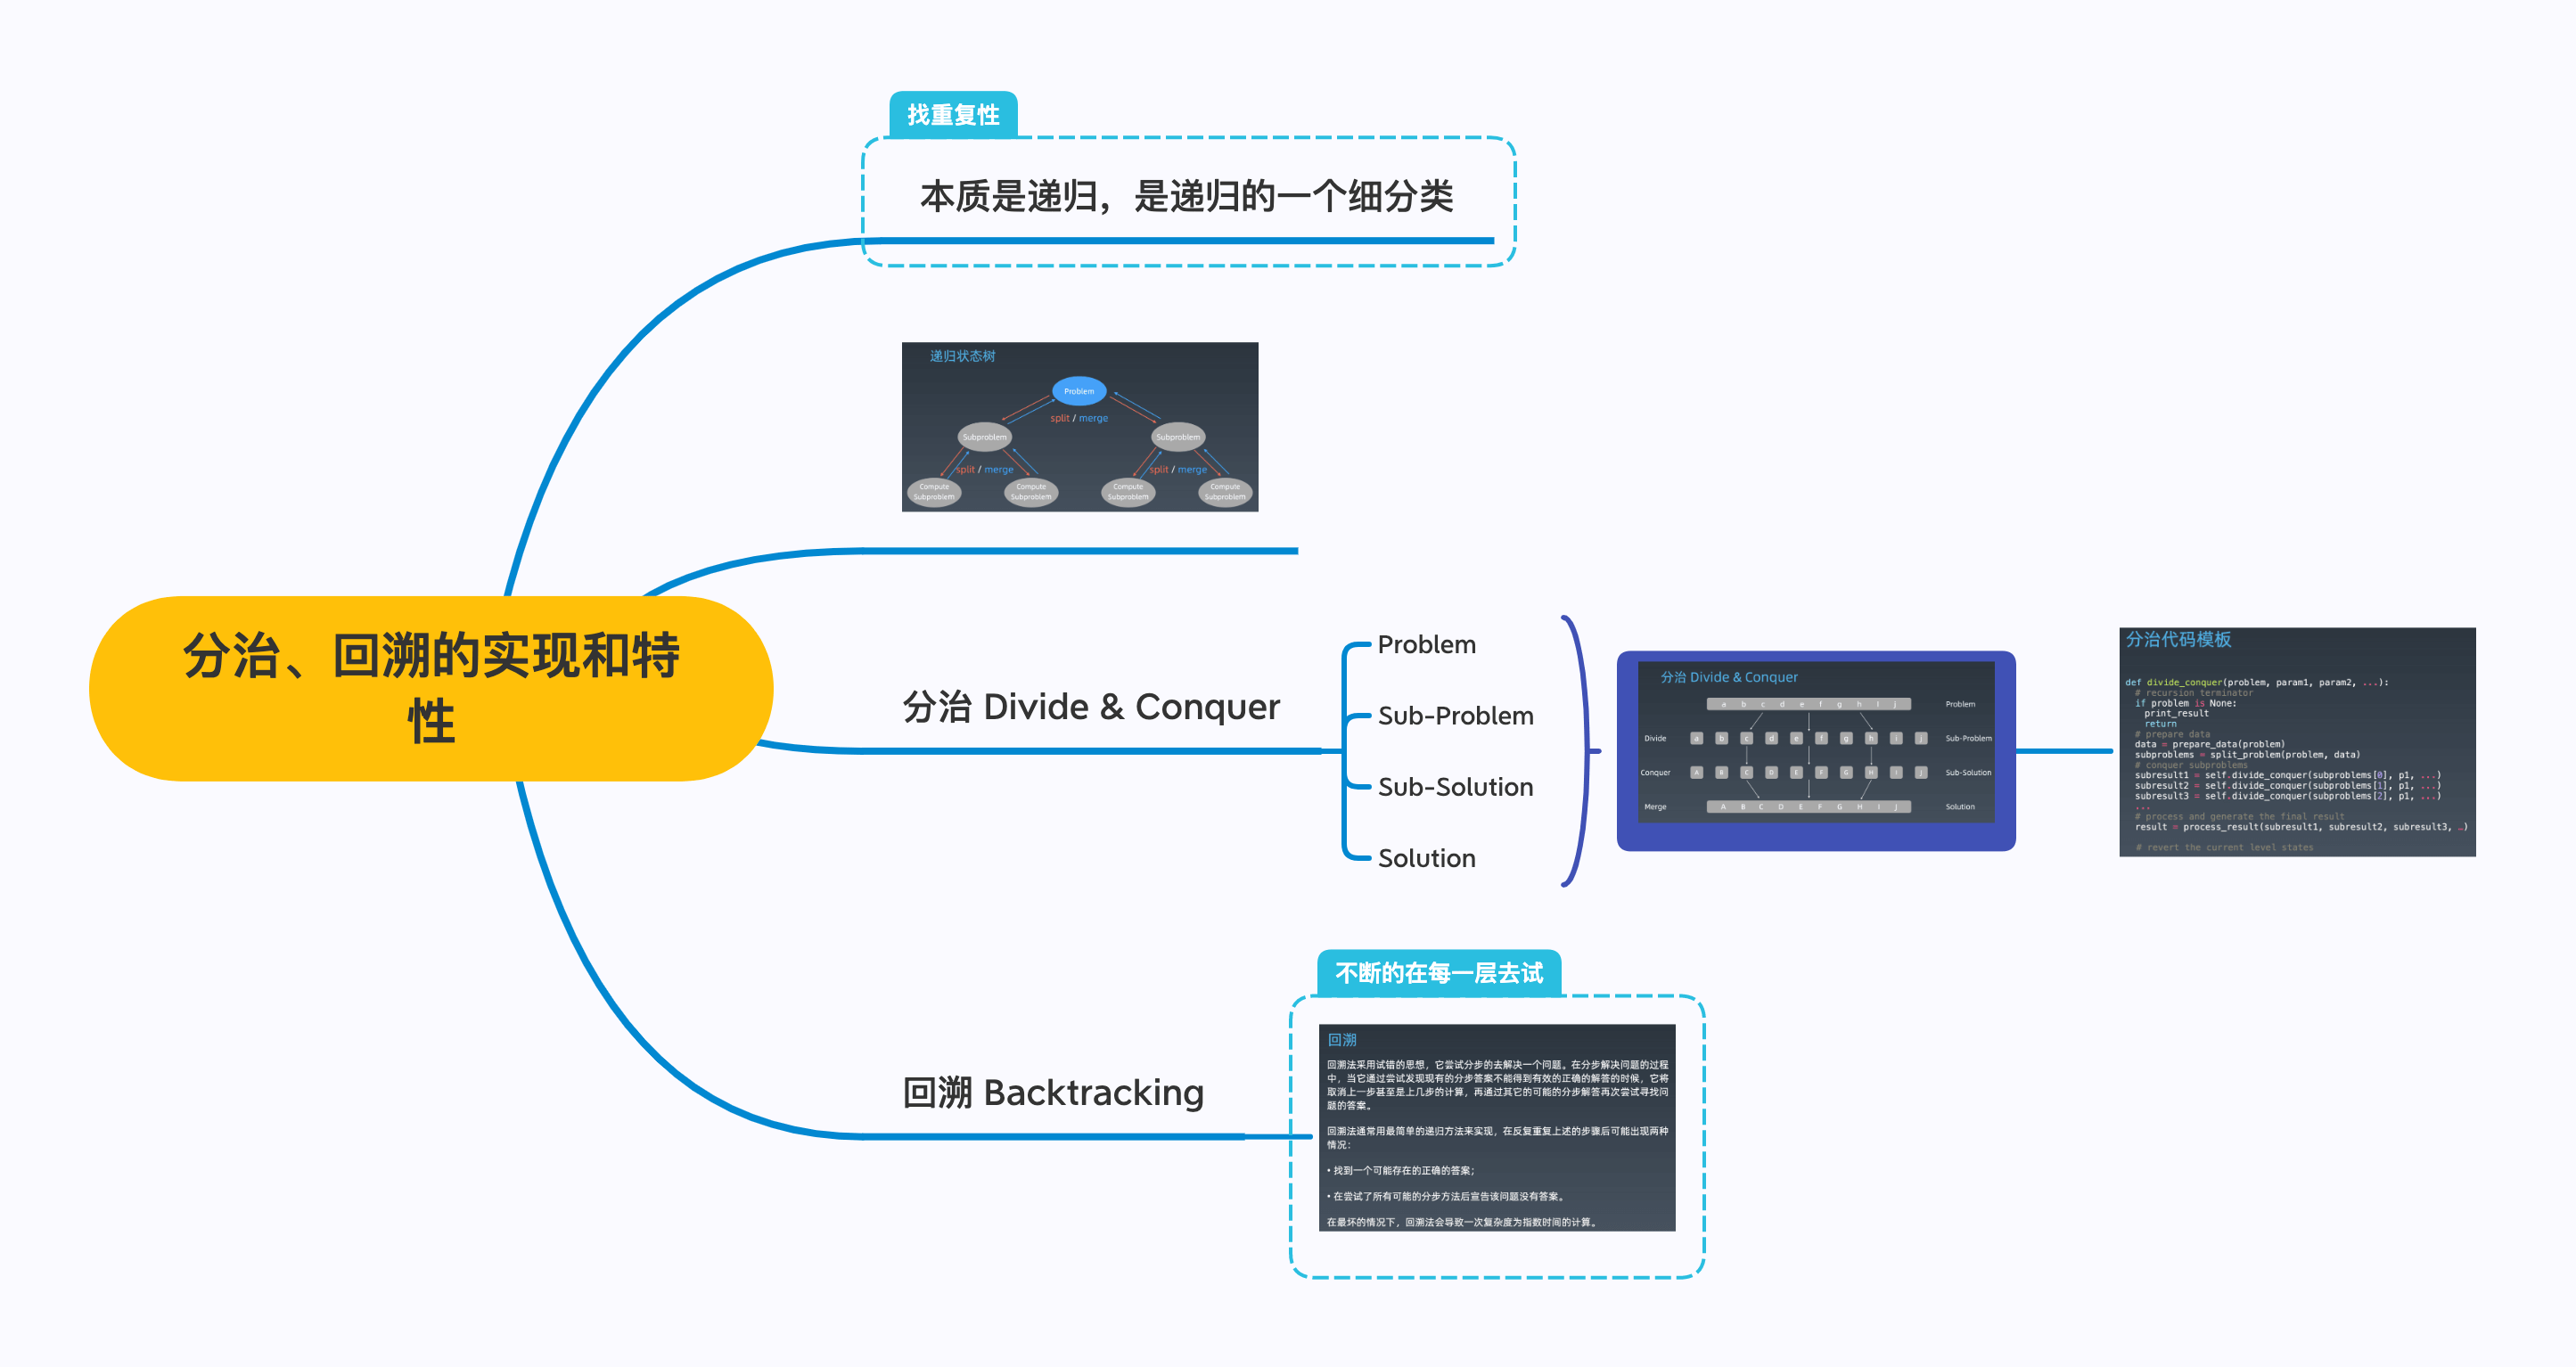 找重复性
本质是递归，是递归的一个细分类
递归状态树
Problem
split / merge
Subproblem
Subproblem
split / merge
split / merge
Compute
Subproblem
Compute
Subproblem
Compute
Subproblem
Compute
Subproblem
分治、回溯的实现和特
性
分治 Divide & Conquer
Problem
Sub-Problem
Sub-Solution
Solution
分治 Divide & Conquer
a b c d e f g h i j
Problem
Divide
a b c d e f g h i j
Sub-Problem
Conquer
A B C D E F G H I J
Sub-Solution
Merge
A B C D E F G H I J
Solution
分治代码模板
def divide_conquer(problem, param1, param2, ...):
# recursion terminator
if problem is None:
print_result
return
# prepare data
data = prepare_data(problem)
subproblems = split_problem(problem, data)
# conquer subproblems
subresult1 = self.divide_conquer(subproblems[0], p1, ...)
subresult2 = self.divide_conquer(subproblems[1], p1, ...)
subresult3 = self.divide_conquer(subproblems[2], p1, ...)
...
# process and generate the final result
result = process_result(subresult1, subresult2, subresult3, …)
# revert the current level states
回溯 Backtracking
不断的在每一层去试
回溯
回溯法采用试错的思想，它尝试分步的去解决一个问题。在分步解决问题的过程
中，当它通过尝试发现现有的分步答案不能得到有效的正确的解答的时候，它将
取消上一步甚至是上几步的计算，再通过其它的可能的分步解答再次尝试寻找问
题的答案。
回溯法通常用最简单的递归方法来实现，在反复重复上述的步骤后可能出现两种
情况：
• 找到一个可能存在的正确的答案；
• 在尝试了所有可能的分步方法后宣告该问题没有答案。
在最坏的情况下，回溯法会导致一次复杂度为指数时间的计算。